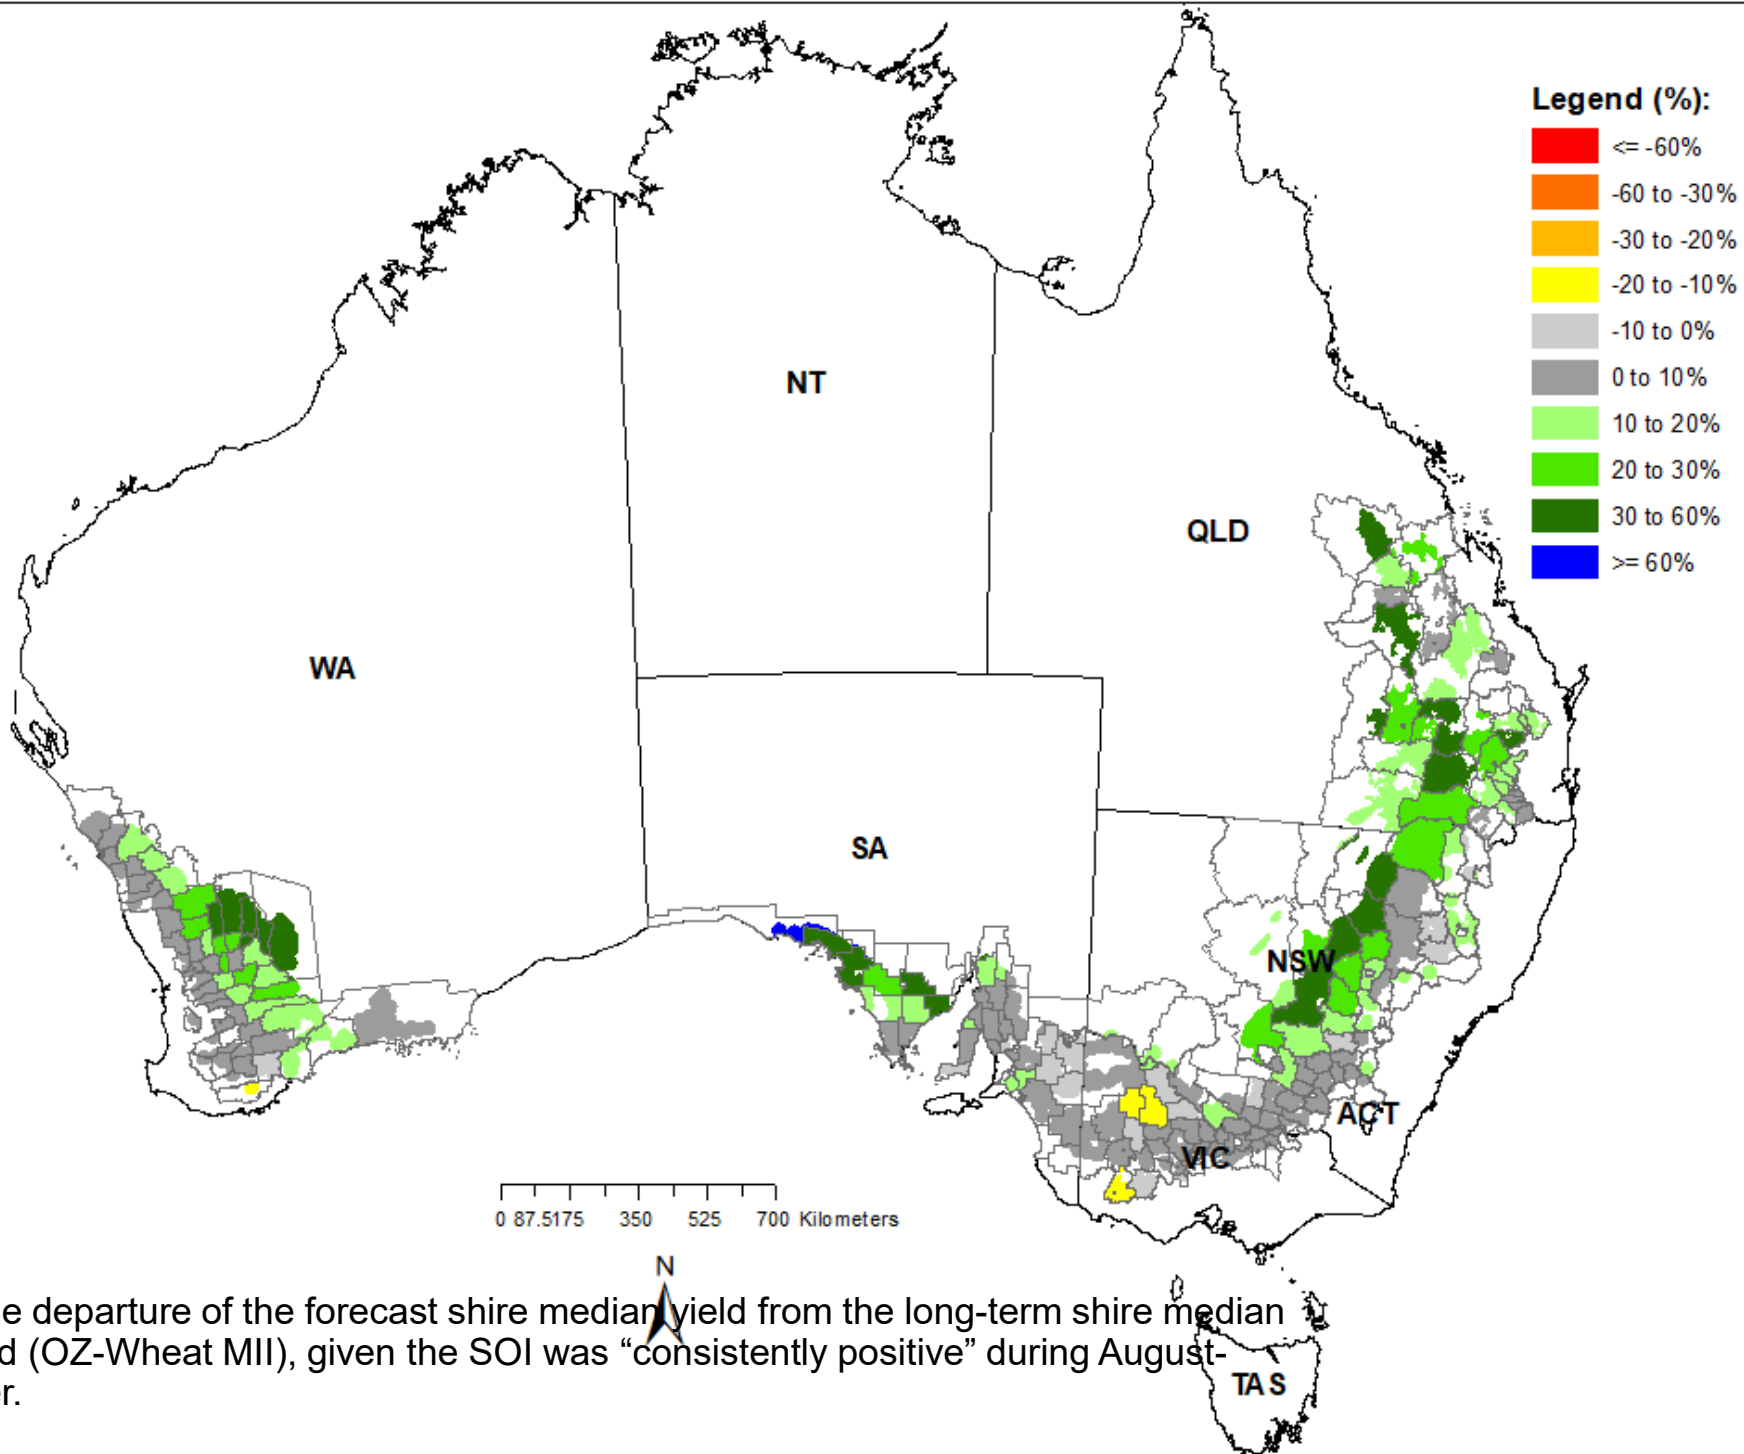 Legend (%):
<= -60%
-60 to -30%
-30 to -20%
-20 to -10%
-10 to 0%
0 to 10%
10 to 20%
20 to 30%
30 to 60%
>= 60%
NT
QLD
WA
SA
NSW
ACT
VIC
0 87.5175 350 525 700 Kilometers
N
e departure of the forecast shire median yield from the long-term shire median
d (OZ-Wheat MII), given the SOI was “consistently positive” during August-
r.
TAS